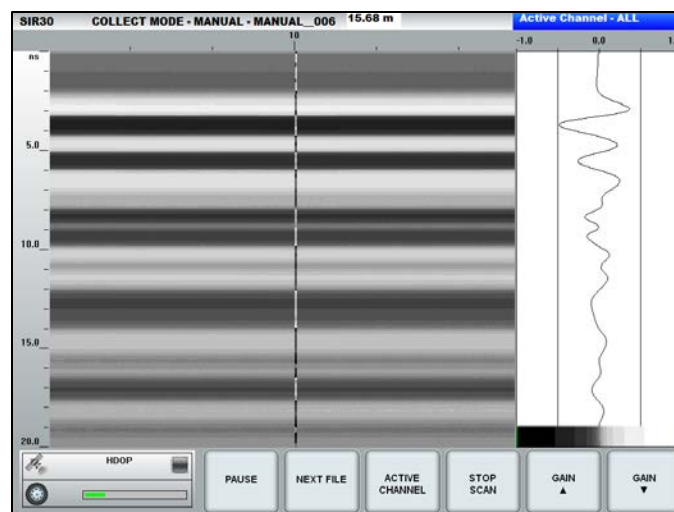 SIR30 COLLECT MODE - MANUAL - MANUAL_006 15.68 m Active Channel - ALL
10 -1.0 0.0 1.
ns
5.0
10.0
15.0
20.0
HDOP
PAUSE
NEXT FILE
ACTIVE
CHANNEL
STOP
SCAN
GAIN
▲
GAIN
▼